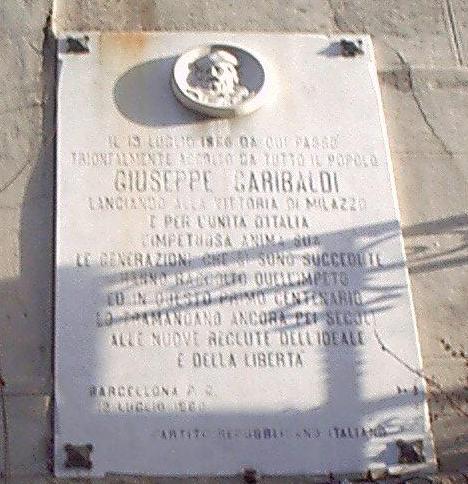 IL 13 LUGLIO 1860 DA QUI PASSÒ
TRIONFALMENTE ACCOLTO DA TUTTO IL POPOLO
GIUSEPPE GARIBALDI
LANCIANDO ALLA VITTORIA DI MILAZZO
E PER L'UNITÀ D'ITALIA
L'IMPETUOSA ANIMA SUA
LE GENERAZIONI CHE SI SONO SUCCEDUTE
HANNO RACCOLTO QUELL'IMPETO
ED IN QUESTO PRIMO CENTENARIO
LO TRAMANDANO ANCORA PEI SECOLI
ALLE NUOVE RECLUTE DELL'IDEALE
E DELLA LIBERTÀ
BARCELLONA P. G.
LUGLIO 1960
PARTITO REPUBBLICANO ITALIANO